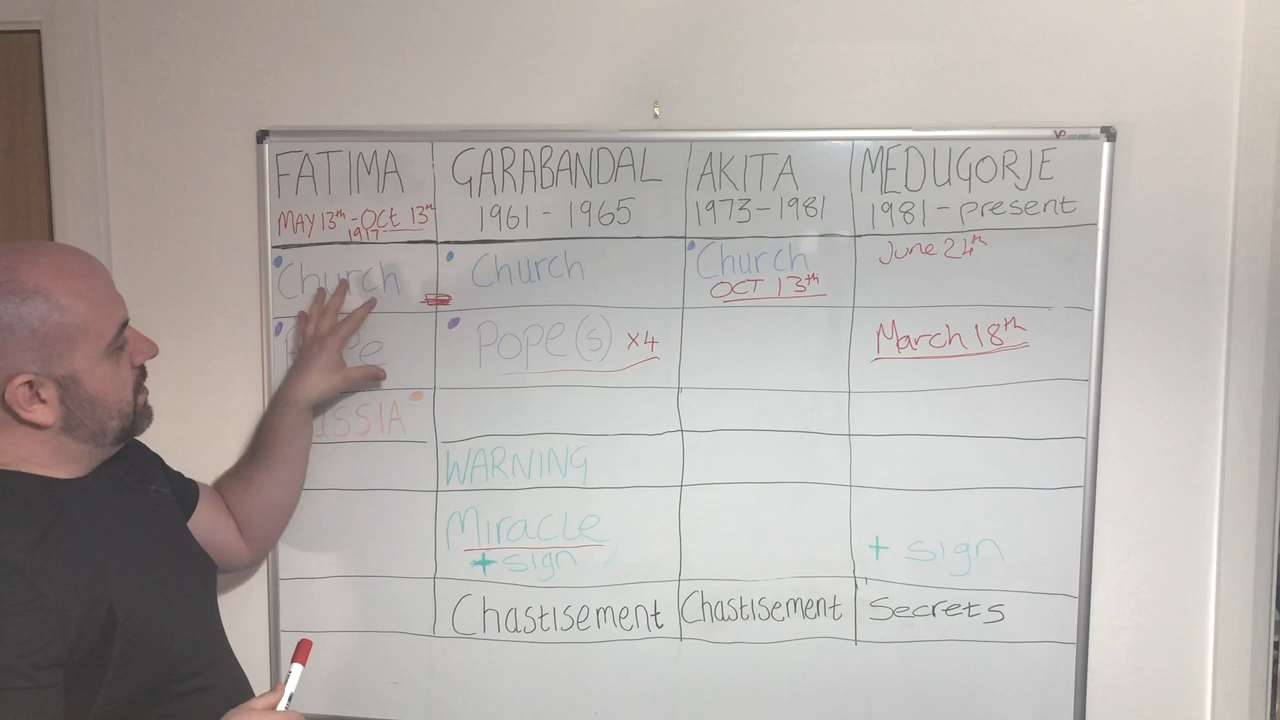 FATIMA
MAY 13th - Oct 13th
1917
GARABANDAL
1961 - 1965
AKITA
1973-1981
MEDUGORJE
1981 - present
Church
Church
Church
OCT 13th
June 24th
Pope(s) x4
March 18th
WARNING
Miracle
+ sign
+ sign
Chastisement
Chastisement
Secrets